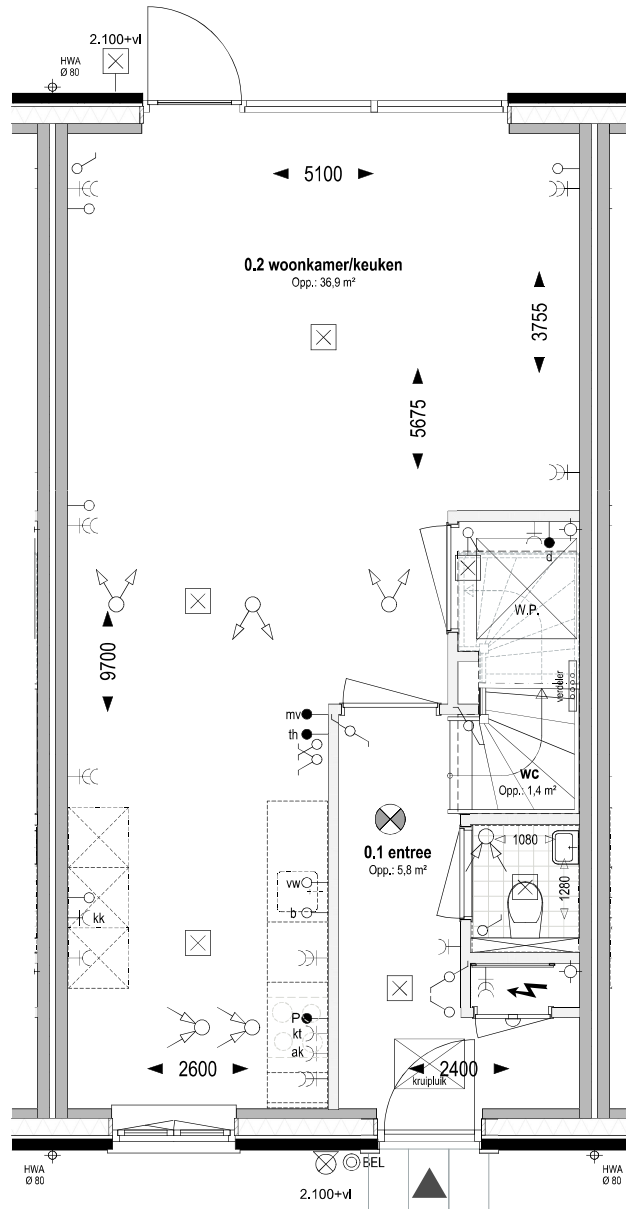 2.100+vl
HWA
Ø 80
5100
0.2 woonkamer/keuken
Opp.: 36,9 m²
3755
5675
d
W.P.
9700
verdeler
mv
th
wc
Opp.: 1,4 m²
1080
0.1 entree
Opp.: 5,8 m²
vw
1280
kk
b
P
kt
ak
2600
2400
kruipluik
BEL
HWA
Ø 80
HWA
Ø 80
2.100+vl